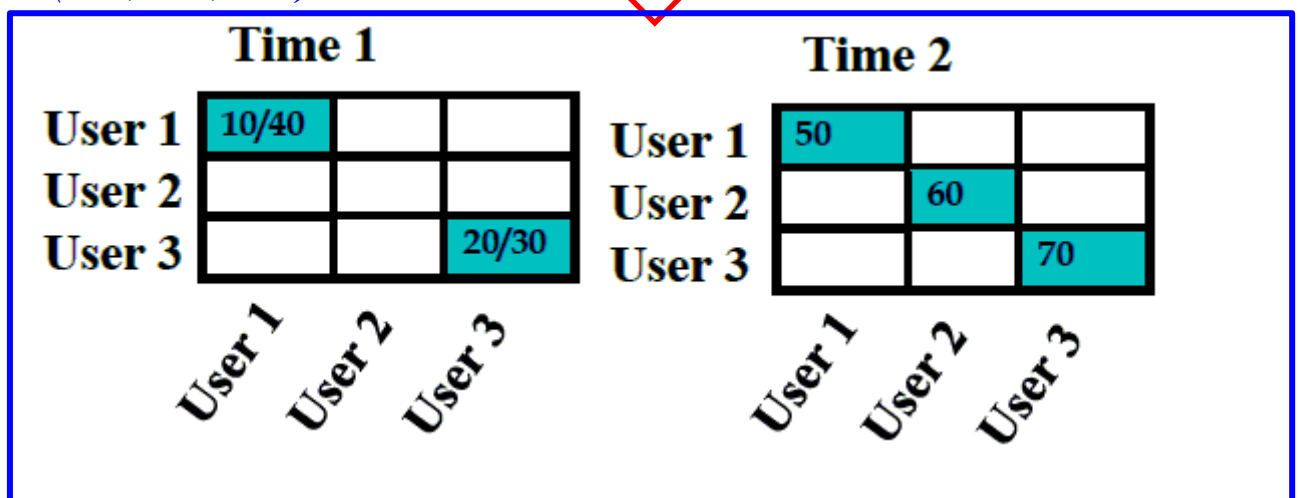 Time 1
User 1 10/40
User 2
User 3 20/30
User 1 User 2 User 3
Time 2
User 1 50
User 2 60
User 3 70
User 1 User 2 User 3